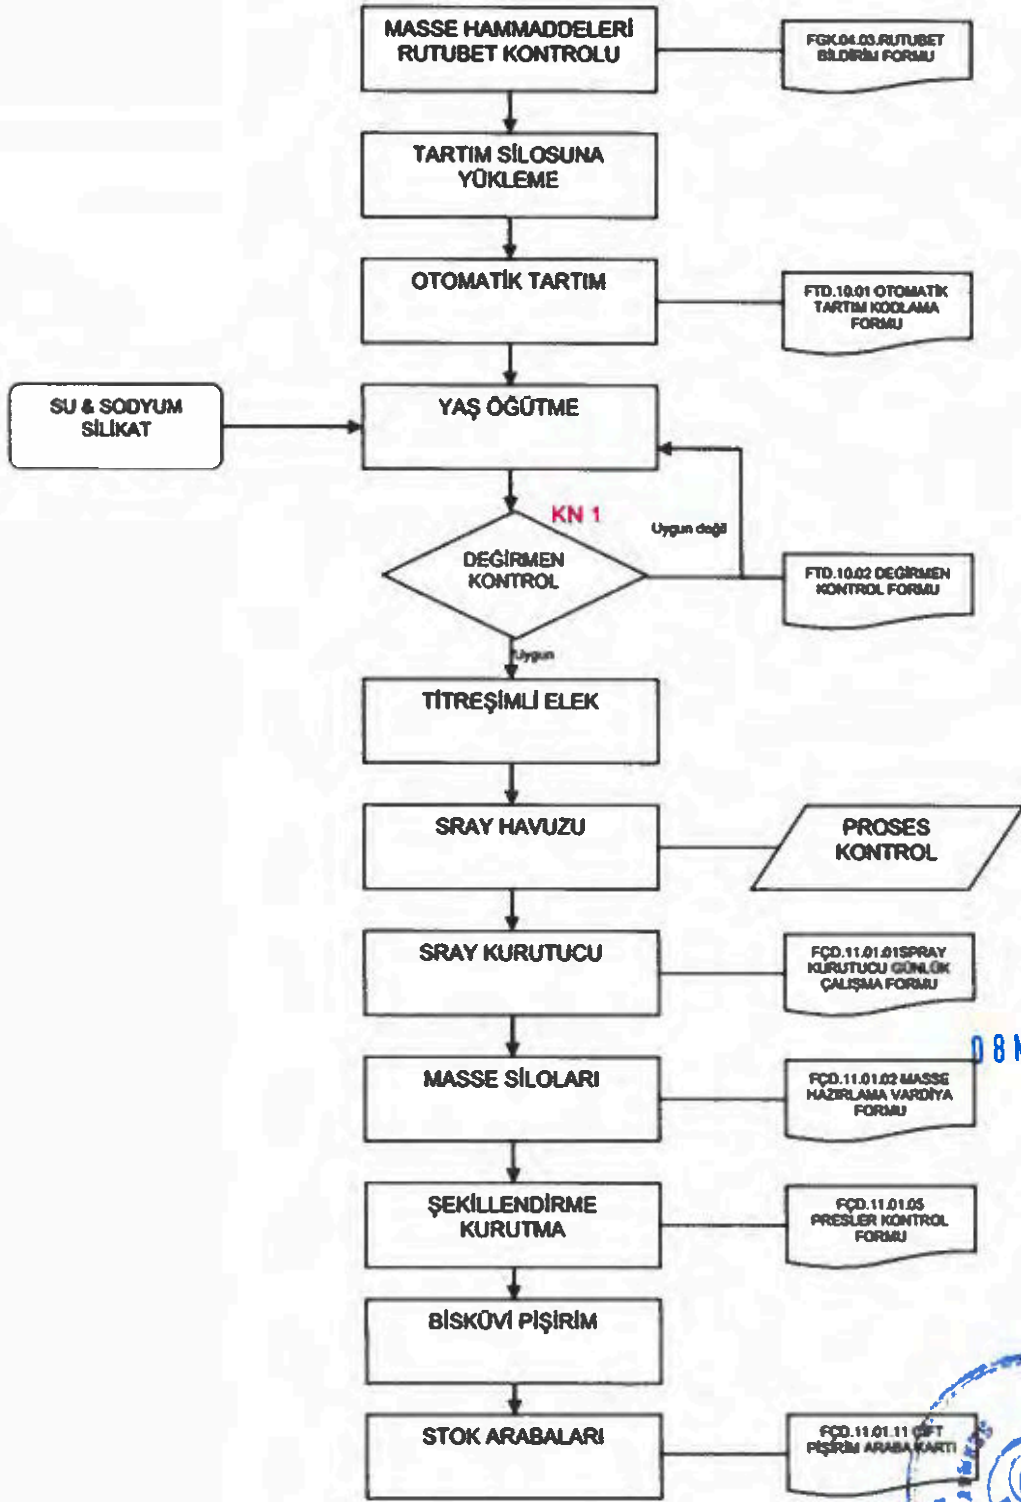 MASSE HAMMADDELERİ
RUTUBET KONTROLU
FGK.04.03.RUTUBET
BİLDİRİM FORMU
TARTIM SİLOSUNA
YÜKLEME
OTOMATİK TARTIM
FTD.10.01 OTOMATİK
TARTIM KODLAMA
FORMU
SU & SODYUM
SİLİKAT
YAŞ ÖĞÜTME
KN 1
Uygun değil
DEĞİRMEN
KONTROL
FTD.10.02 DEĞİRMEN
KONTROL FORMU
Uygun
TİTREŞİMLİ ELEK
SRAY HAVUZU
PROSES
KONTROL
SRAY KURUTUCU
FÇD.11.01.01SPRAY
KURUTUCU GÜNLÜK
ÇALIŞMA FORMU
08
MASSE SİLOLARI
FÇD.11.01.02 MASSE
HAZIRLAMA VARDİYA
FORMU
ŞEKİLLENDİRME
KURUTMA
FÇD.11.01.05
PRESLER KONTROL
FORMU
BİSKÜVİ PİŞİRİM
STOK ARABALARI
FÇD.11.01.11 ÇİFT
PİŞİRİM ARABA KARTI